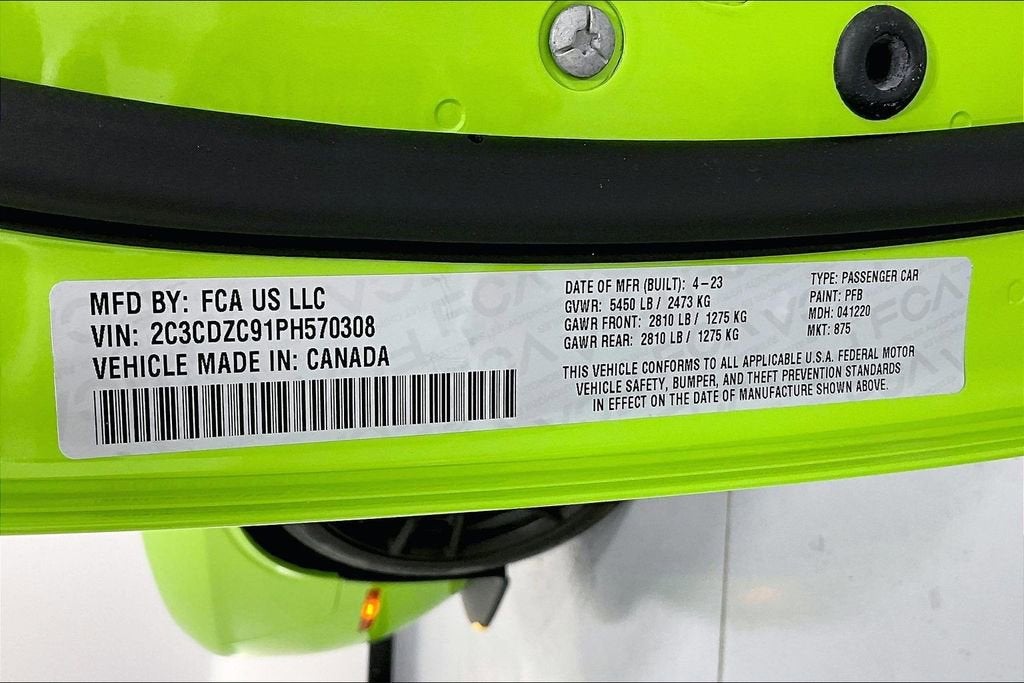 MFD BY: FCA US LLC
VIN: 2C3CDZC91PH570308
VEHICLE MADE IN: CANADA
DATE OF MFR (BUILT): 4-23
GVWR: 5450 LB / 2473 KG
GAWR FRONT: 2810 LB / 1275 KG
GAWR REAR: 2810 LB / 1275 KG
TYPE: PASSENGER CAR
PAINT: PFB
MDH: 041220
MKT: 875
THIS VEHICLE CONFORMS TO ALL APPLICABLE U.S.A. FEDERAL MOTOR
VEHICLE SAFETY, BUMPER, AND THEFT PREVENTION STANDARDS
IN EFFECT ON THE DATE OF MANUFACTURE SHOWN ABOVE.